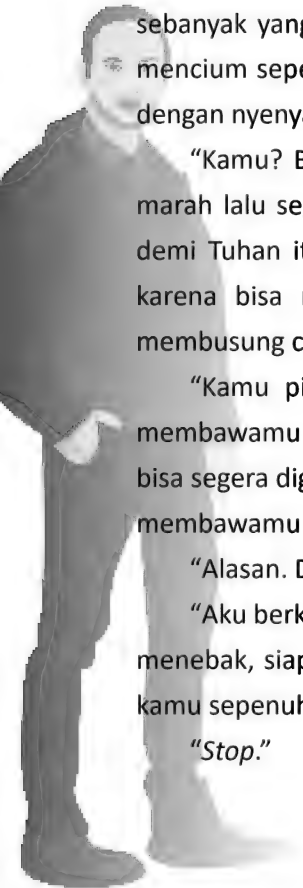 sebanyak yang
mencium sepe
dengan nyenya
“Kamu? B
marah lalu se
demi Tuhan it
karena bisa r
membusung c
“Kamu pi
membawamu
bisa segera dig
membawamu
“Alasan. D
“Aku berk
menebak, siap
kamu sepenuh
“Stop.”